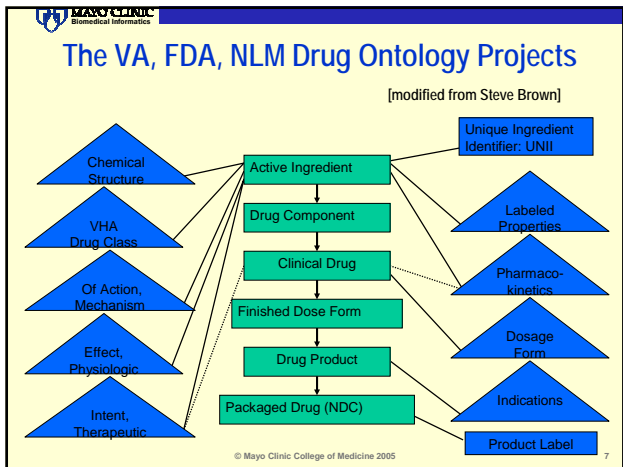 MAYO CLINIC
Biomedical Informatics
The VA, FDA, NLM Drug Ontology Projects
[modified from Steve Brown]
Unique Ingredient
Identifier: UNII
Chemical
Structure
Active Ingredient
VHA
Drug Class
Drug Component
Labeled
Properties
Of Action,
Mechanism
Clinical Drug
Pharmaco-
kinetics
Effect,
Physiologic
Finished Dose Form
Dosage
Form
Intent,
Therapeutic
Drug Product
Indications
Packaged Drug (NDC)
Product Label
© Mayo Clinic College of Medicine 2005
7